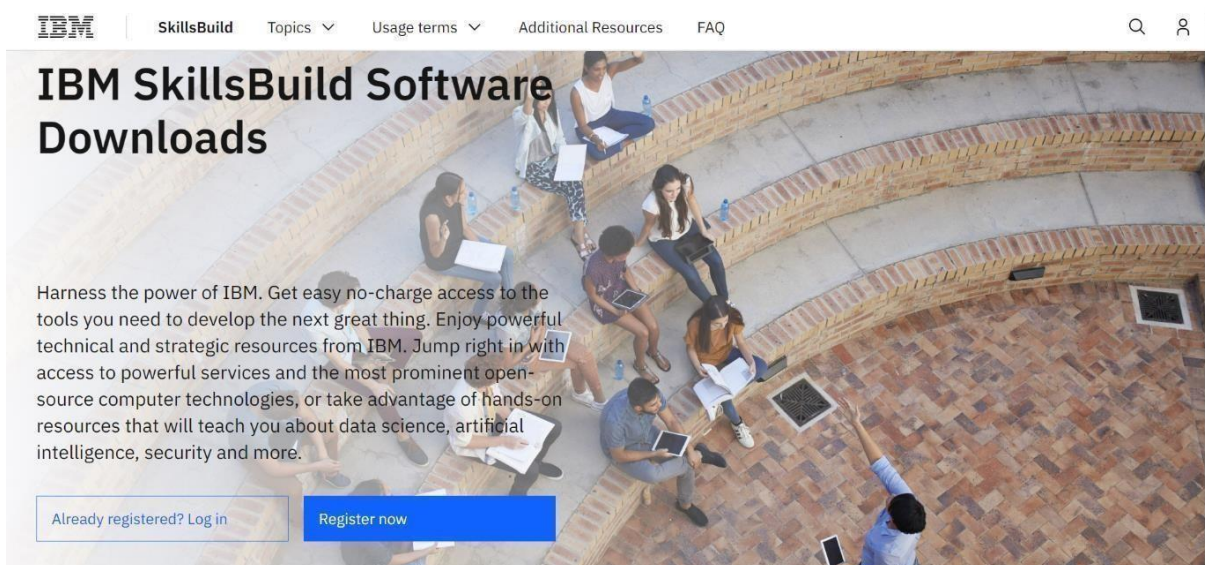 IBM SkillsBuild Topics Usage terms Additional Resources FAQ
IBM SkillsBuild Software
Downloads
Harness the power of IBM. Get easy no-charge access to the
tools you need to develop the next great thing. Enjoy powerful
technical and strategic resources from IBM. Jump right in with
access to powerful services and the most prominent open-
source computer technologies, or take advantage of hands-on
resources that will teach you about data science, artificial
intelligence, security and more.
Already registered? Log in Register now